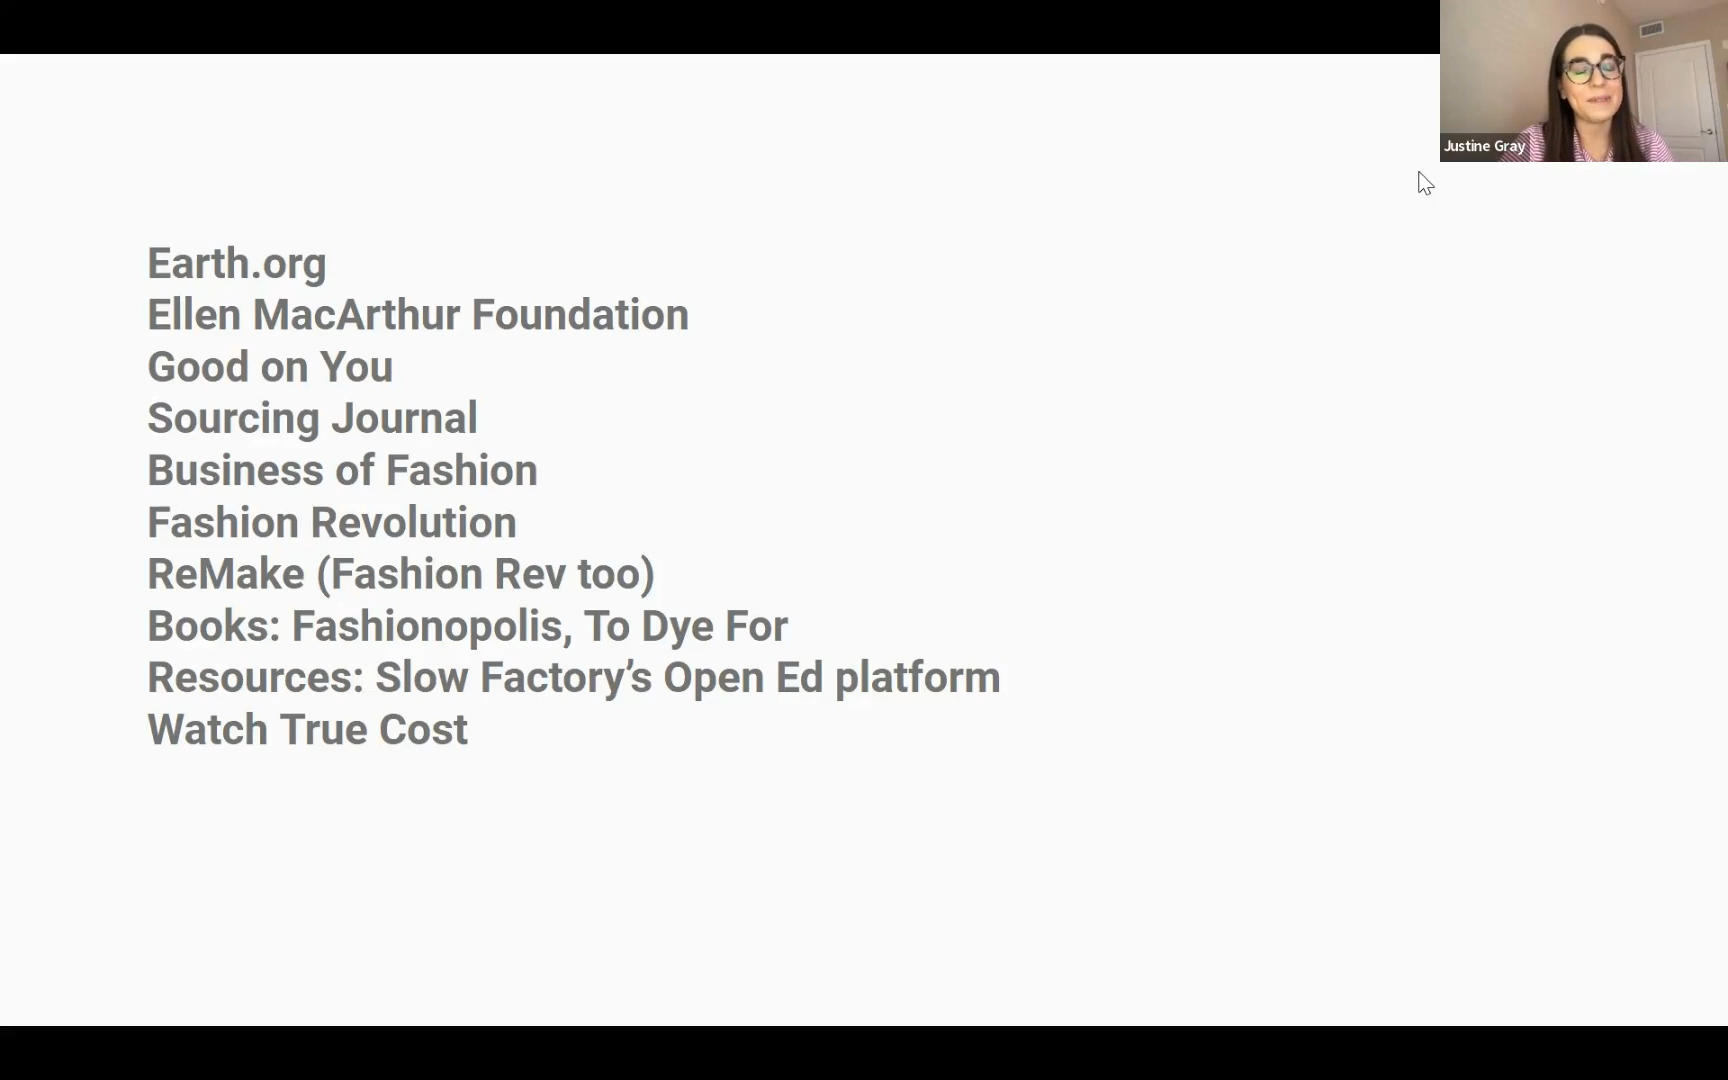 Justine Gray
Earth.org
Ellen MacArthur Foundation
Good on You
Sourcing Journal
Business of Fashion
Fashion Revolution
ReMake (Fashion Rev too)
Books: Fashionopolis, To Dye For
Resources: Slow Factory’s Open Ed platform
Watch True Cost